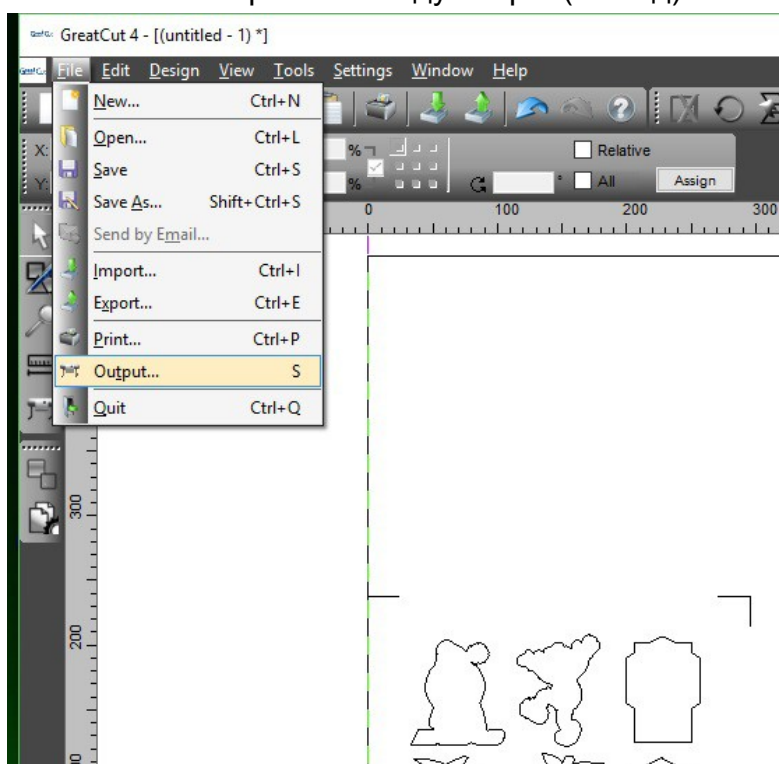 GreatCut 4 - [(untitled - 1) *]
File Edit Design View Tools Settings Window Help
New... Ctrl+N
Open... Ctrl+L
Save Ctrl+S
Save As... Shift+Ctrl+S
Send by Email...
Import... Ctrl+I
Export... Ctrl+E
Print... Ctrl+P
Output... S
Quit Ctrl+Q
X:
Y:
%
%
°
Relative
All
Assign
0 100 200 300
300
200